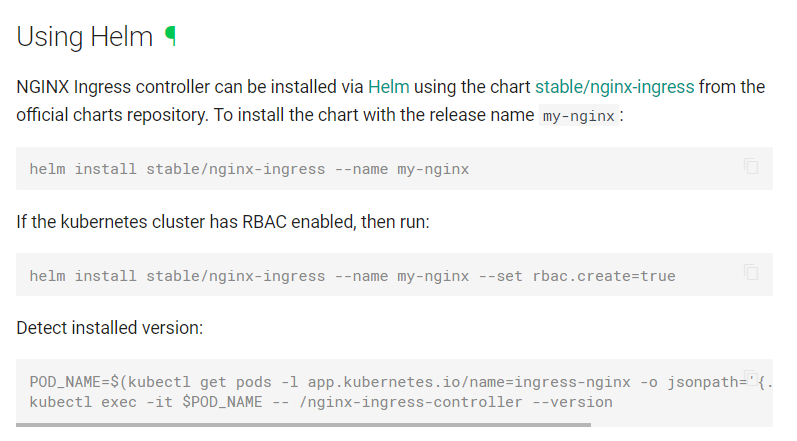 Using Helm ¶
NGINX Ingress controller can be installed via Helm using the chart stable/nginx-ingress from the
official charts repository. To install the chart with the release name my-nginx:
helm install stable/nginx-ingress --name my-nginx
If the kubernetes cluster has RBAC enabled, then run:
helm install stable/nginx-ingress --name my-nginx --set rbac.create=true
Detect installed version:
POD_NAME=$(kubectl get pods -l app.kubernetes.io/name=ingress-nginx -o jsonpath='{.
kubectl exec -it $POD_NAME -- /nginx-ingress-controller --version